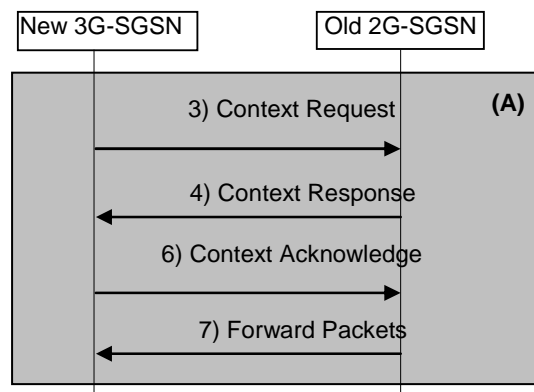 New 3G-SGSN
Old 2G-SGSN
(A)
3) Context Request
4) Context Response
6) Context Acknowledge
7) Forward Packets